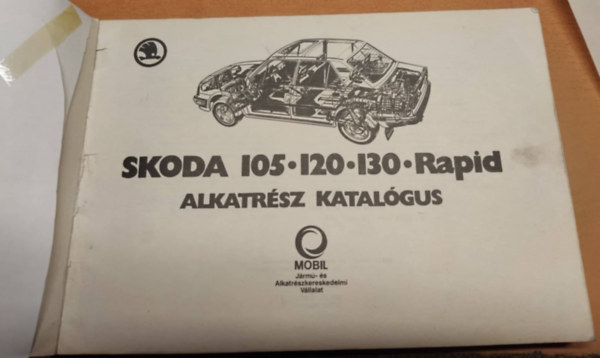 SKODA 105•120•130•Rapid
ALKATRÉSZ KATALÓGUS
MOBIL
Jármű- és
Alkatrészkereskedelmi
Vállalat